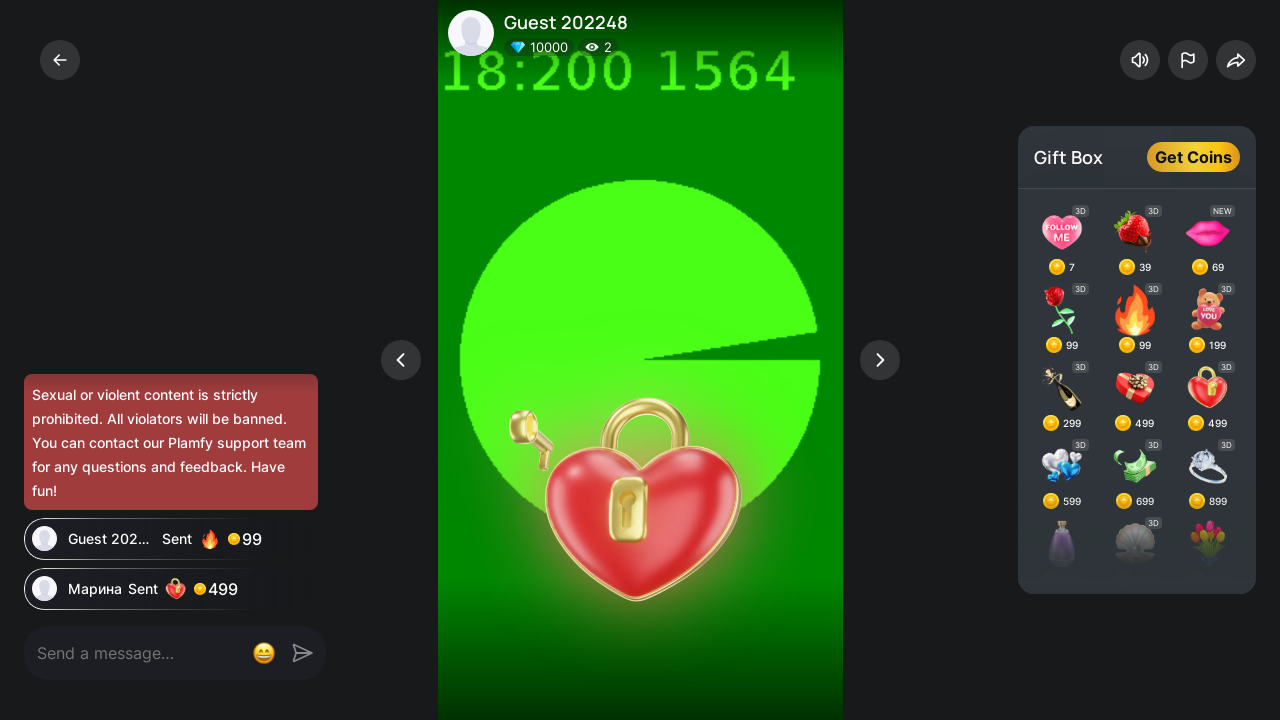 Guest 202248
10000 2
18:200 1564
Gift Box
Get Coins
3D 3D NEW
FOLLOW
ME
7 39 69
3D 3D 3D
LOVE
YOU
99 99 199
3D 3D 3D
299 499 499
3D 3D 3D
599 699 899
3D
Sexual or violent content is strictly
prohibited. All violators will be banned.
You can contact our Plamfy support team
for any questions and feedback. Have
fun!
Guest 202... Sent 99
Марина Sent 499
Send a message...